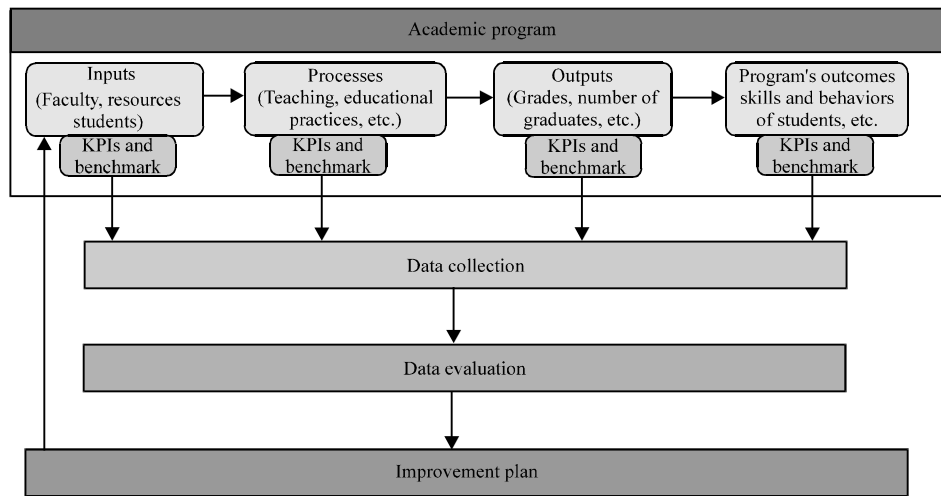 Academic program
Inputs
(Faculty, resources
students)
KPIs and
benchmark
Processes
(Teaching, educational
practices, etc.)
KPIs and
benchmark
Outputs
(Grades, number of
graduates, etc.)
KPIs and
benchmark
Program's outcomes
skills and behaviors
of students, etc.
KPIs and
benchmark
Data collection
Data evaluation
Improvement plan